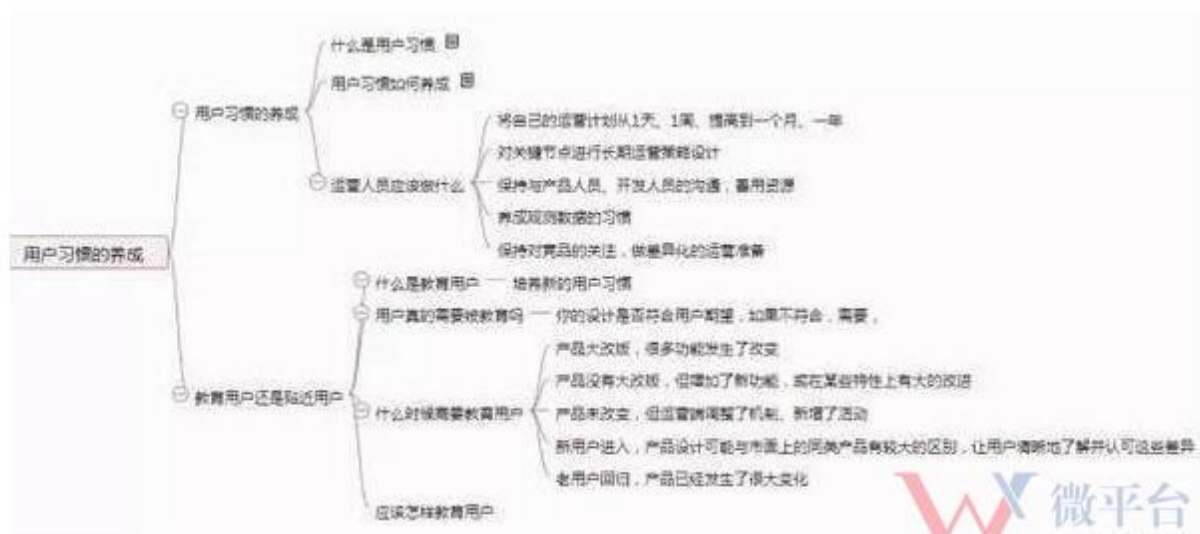 什么是用户习惯
用户习惯如何养成
用户习惯的养成
将自己的运营计划从1天、1周、提高到一个月、一年
对关键节点进行长期运营策略设计
运营人员应该做什么
保持与产品人员、开发人员的沟通，善用资源
养成观测数据的习惯
保持对竞品的关注，做差异化的运营准备
用户习惯的养成
什么是教育用户
培养新的用户习惯
用户真的需要被教育吗
你的设计是否符合用户期望，如果不符合，需要，
产品大改版，很多功能发生了改变
产品没有大改版，但增加了新功能，或在某些特性上有大的改进
教育用户还是贴近用户
什么时候需要教育用户
产品未改变，但运营端调整了机制、新增了活动
新用户进入，产品设计可能与市面上的同类产品有较大的区别，让用户清晰地了解并认可这些差异
老用户回归，产品已经发生了很大变化
应该怎样教育用户
微平台